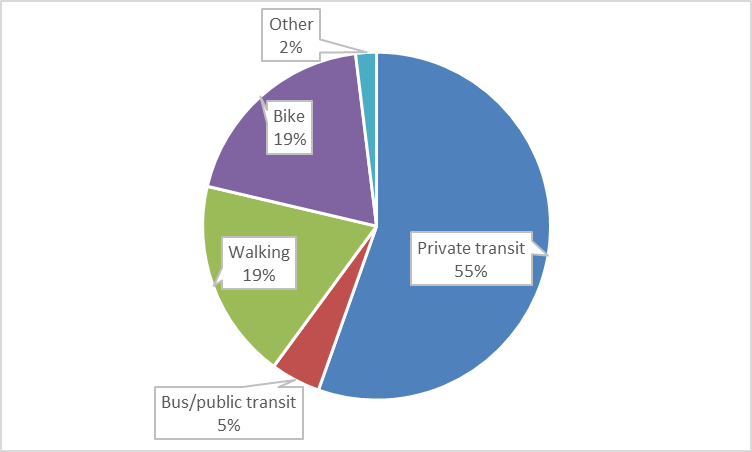 Other
2%
Bike
19%
Private transit
55%
Walking
19%
Bus/public transit
5%